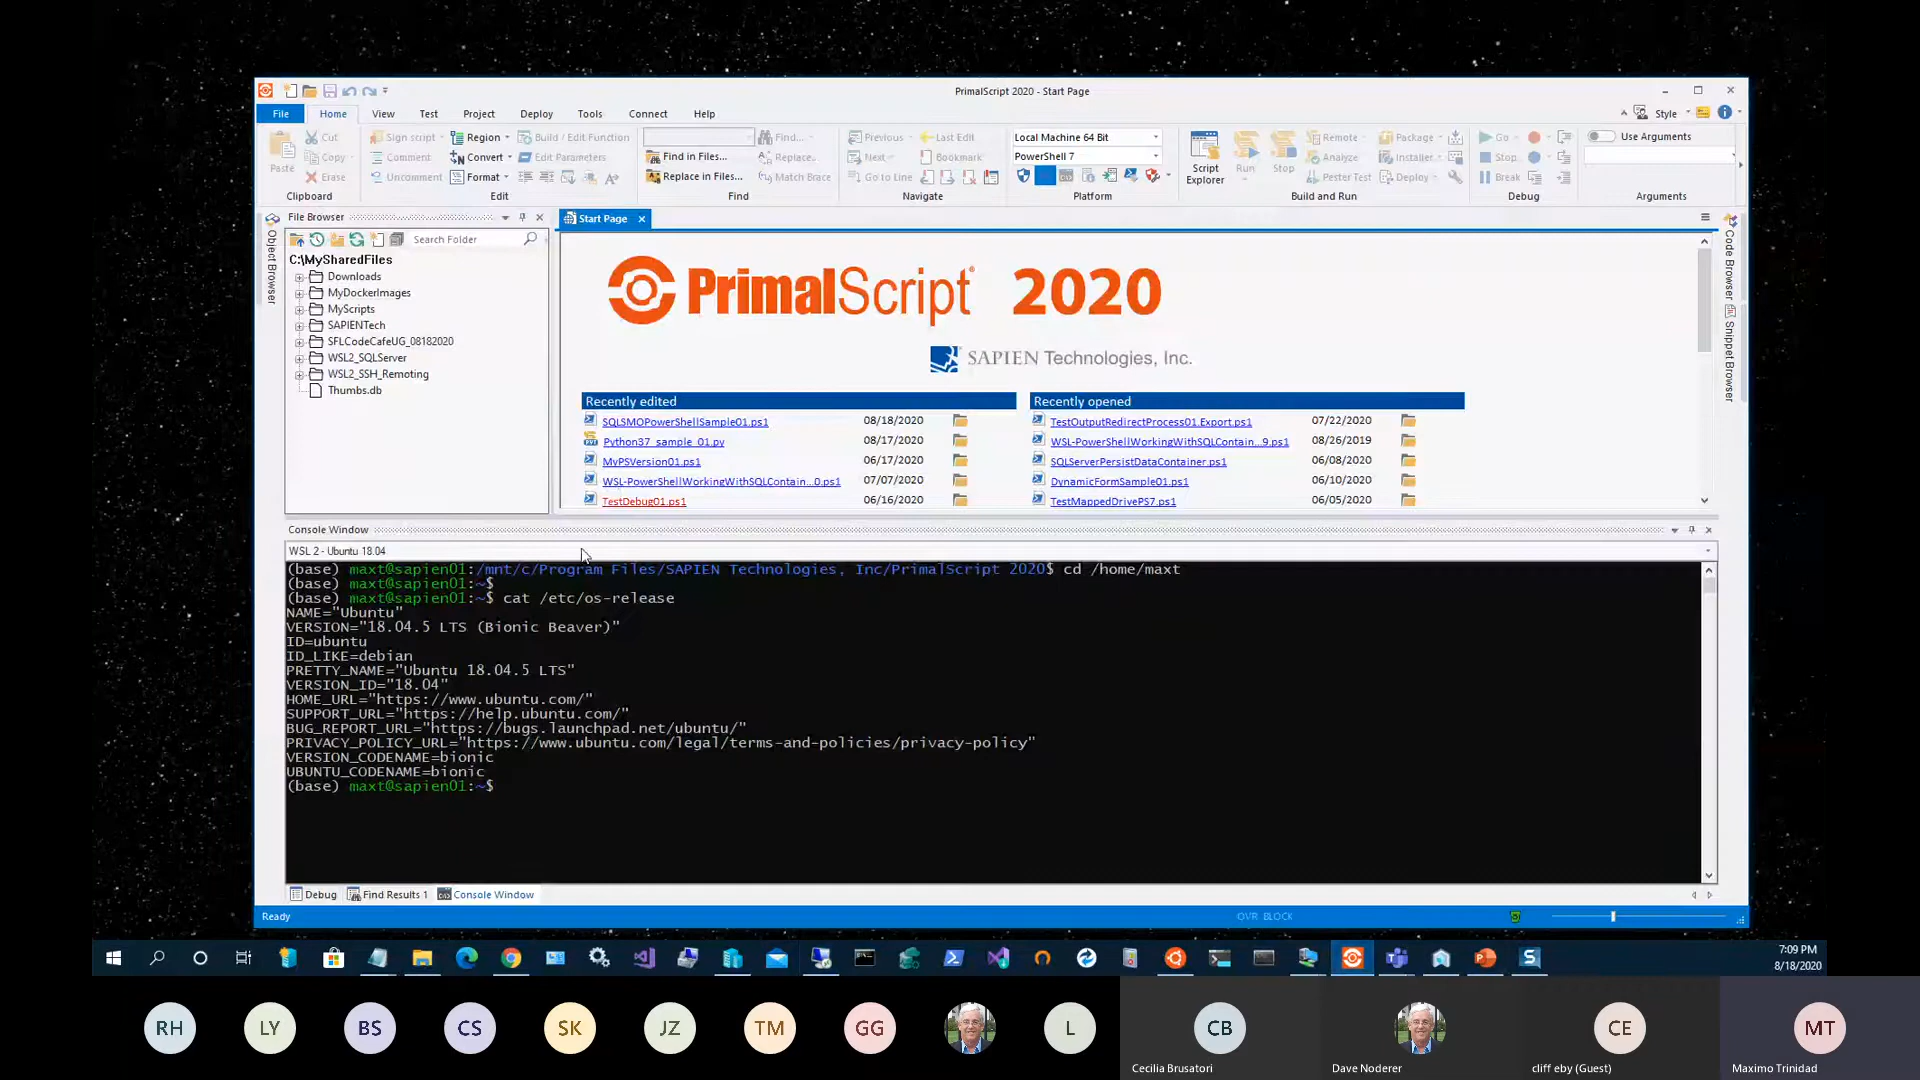 PrimalScript 2020 - Start Page
File Home View Test Project Deploy Tools Connect Help Style
Paste Cut Copy Erase Clipboard
Sign script Comment Uncomment Region Convert Format Build / Edit Function Edit Parameters Edit
Find in Files... Replace in Files... Find... Replace... Match Brace Find
Previous Next Go to Line Last Edit Bookmark Navigate
Local Machine 64 Bit
PowerShell 7
Platform
Script Explorer Run Stop Remote Analyze Pester Test Package Installer Deploy Build and Run
Go Stop Break Debug
Use Arguments
Arguments
Object Browser
File Browser
Search Folder
C:\MySharedFiles
Downloads
MyDockerImages
MyScripts
SAPIENTech
SFLCodeCafeUG_08182020
WSL2_SQLServer
WSL2_SSH_Remoting
Thumbs.db
Start Page
PrimalScript 2020
SAPIEN Technologies, Inc.
Recently edited
SQLSMOPowerShellSample01.ps1 08/18/2020
Python37_sample_01.py 08/17/2020
MyPSVersion01.ps1 06/17/2020
WSL-PowerShellWorkingWithSQLContain...0.ps1 07/07/2020
TestDebug01.ps1 06/16/2020
Recently opened
TestOutputRedirectProcess01.Export.ps1 07/22/2020
WSL-PowerShellWorkingWithSQLContain...9.ps1 08/26/2019
SQLServerPersistDataContainer.ps1 06/08/2020
DynamicFormSample01.ps1 06/10/2020
TestMappedDrivePS7.ps1 06/05/2020
Code Browser
Snippet Browser
Console Window
WSL 2 - Ubuntu 18.04
(base) maxt@sapien01:/mnt/c/Program Files/SAPIEN Technologies, Inc/PrimalScript 2020$ cd /home/maxt
(base) maxt@sapien01:~$
(base) maxt@sapien01:~$ cat /etc/os-release
NAME="Ubuntu"
VERSION="18.04.5 LTS (Bionic Beaver)"
ID=ubuntu
ID_LIKE=debian
PRETTY_NAME="Ubuntu 18.04.5 LTS"
VERSION_ID="18.04"
HOME_URL="https://www.ubuntu.com/"
SUPPORT_URL="https://help.ubuntu.com/"
BUG_REPORT_URL="https://bugs.launchpad.net/ubuntu/"
PRIVACY_POLICY_URL="https://www.ubuntu.com/legal/terms-and-policies/privacy-policy"
VERSION_CODENAME=bionic
UBUNTU_CODENAME=bionic
(base) maxt@sapien01:~$
Debug Find Results 1 Console Window
Ready OVR BLOCK
7:09 PM
8/18/2020
RH LY BS CS SK JZ TM GG L CB CE MT
Cecilia Brusatori Dave Noderer cliff eby (Guest) Maximo Trinidad